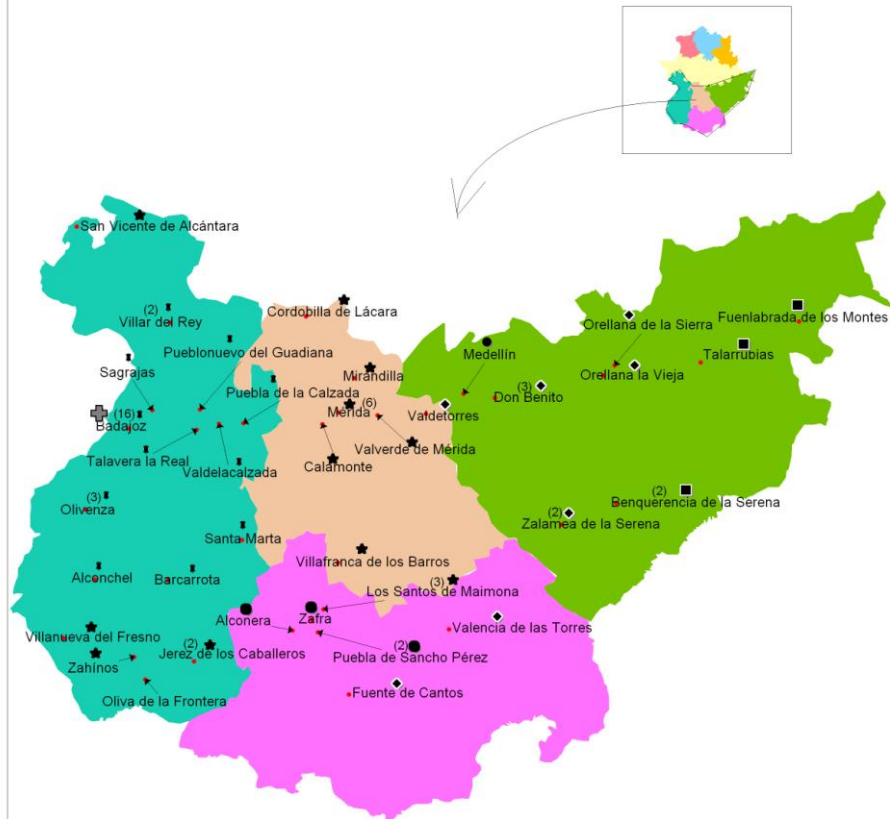 San Vicente de Alcántara
(2)
Villar del Rey
Cordobilla de Lácara
Orellana de la Sierra
Fuenlabrada de los Montes
Pueblonuevo del Guadiana
Medellín
Talarrubias
Sagrajas
Mirandilla
Orellana la Vieja
Puebla de la Calzada
(3)
Don Benito
(16)
Badajoz
Mérida
(6)
Valdetorres
Talavera la Real
Valverde de Mérida
Valdelacalzada
Calamonte
(3)
Olivenza
(2)
Benquerencia de la Serena
(2)
Zalamea de la Serena
Santa Marta
Villafranca de los Barros
Alconchel
Barcarrota
Los Santos de Maimona
(3)
Alconera
Zafra
Villanueva del Fresno
Valencia de las Torres
(2)
Jerez de los Caballeros
(2)
Puebla de Sancho Pérez
Zahínos
Oliva de la Frontera
Fuente de Cantos